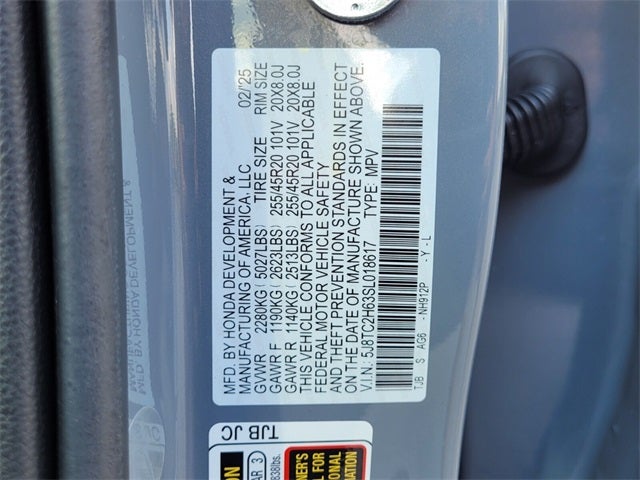 MFD. BY HONDA DEVELOPMENT & 02/'25
MANUFACTURING OF AMERICA, LLC
GVWR 2280KG( 5027LBS) TIRE SIZE RIM SIZE
GAWR F 1190KG( 2623LBS) 255/45R20 101V 20X8.0J
GAWR R 1140KG( 2513LBS) 255/45R20 101V 20X8.0J
THIS VEHICLE CONFORMS TO ALL APPLICABLE
FEDERAL MOTOR VEHICLE SAFETY
AND THEFT PREVENTION STANDARDS IN EFFECT
ON THE DATE OF MANUFACTURE SHOWN ABOVE.
V.I.N. 5J8TC2H63SL018617 TYPE: MPV
TJB S AG6 - NH912P - Y - L
TJB JC